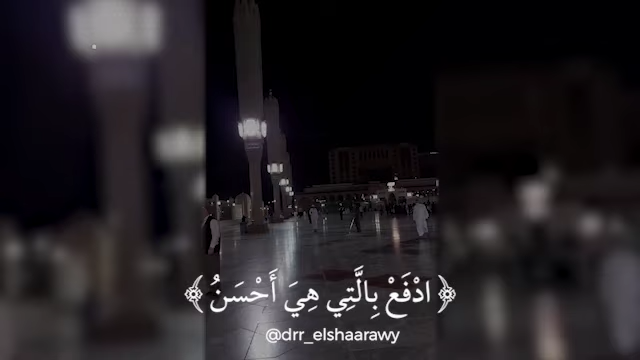 ﴿ادْفَعْ بِالَّتِي هِيَ أَحْسَنُ﴾
@drr_elshaarawy